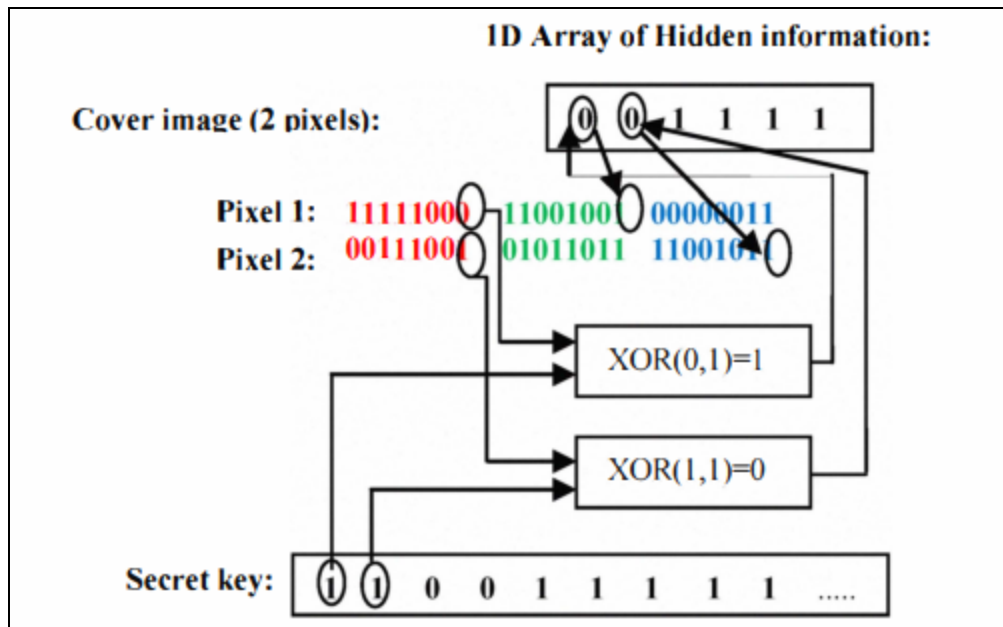 1D Array of Hidden information:
Cover image (2 pixels): 0 0 1 1 1 1
Pixel 1: 11111000 11001001 00000011
Pixel 2: 00111001 01011011 11001011
XOR(0,1)=1
XOR(1,1)=0
Secret key: 1 1 0 0 1 1 1 1 1 .....